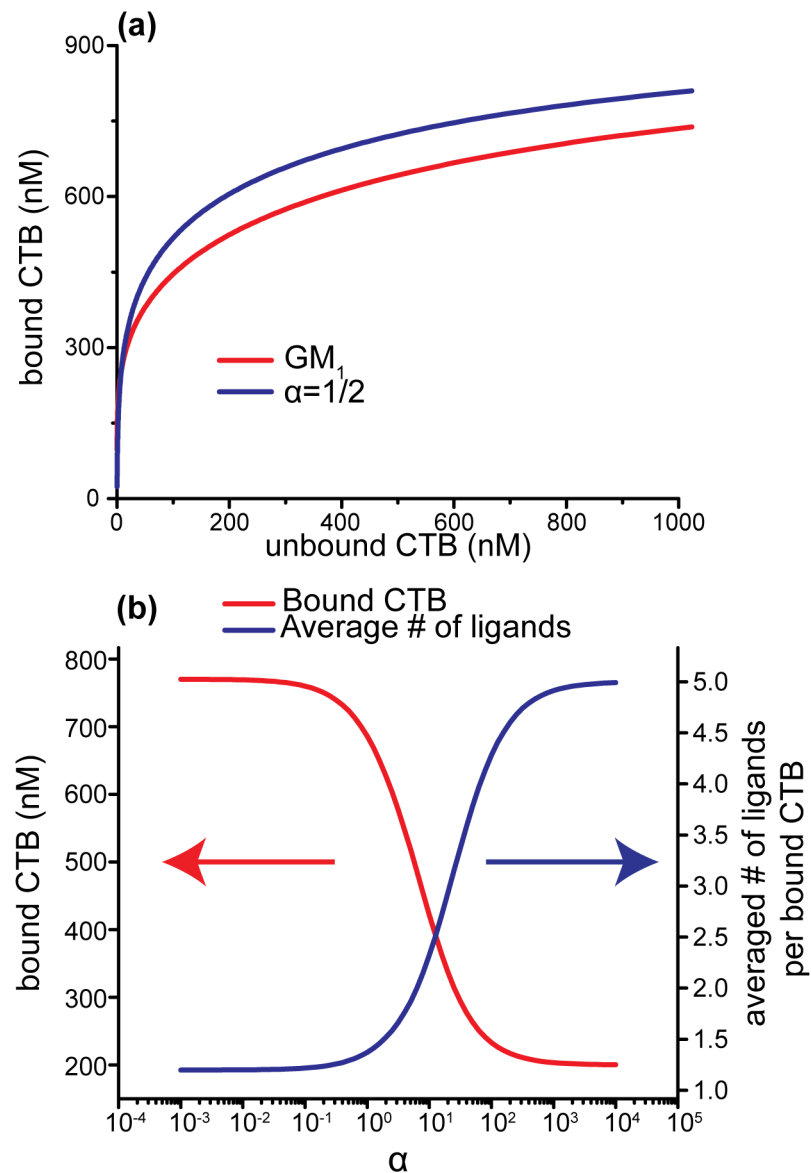 (a)
900
600
300
0
bound CTB (nM)
GM₁
α=1/2
0 200 400 600 800 1000
unbound CTB (nM)
(b)
Bound CTB
Average # of ligands
800
700
600
500
400
300
200
bound CTB (nM)
5.0
4.5
4.0
3.5
3.0
2.5
2.0
1.5
1.0
averaged # of ligands
per bound CTB
10⁻⁴ 10⁻³ 10⁻² 10⁻¹ 10⁰ 10¹ 10² 10³ 10⁴ 10⁵
α